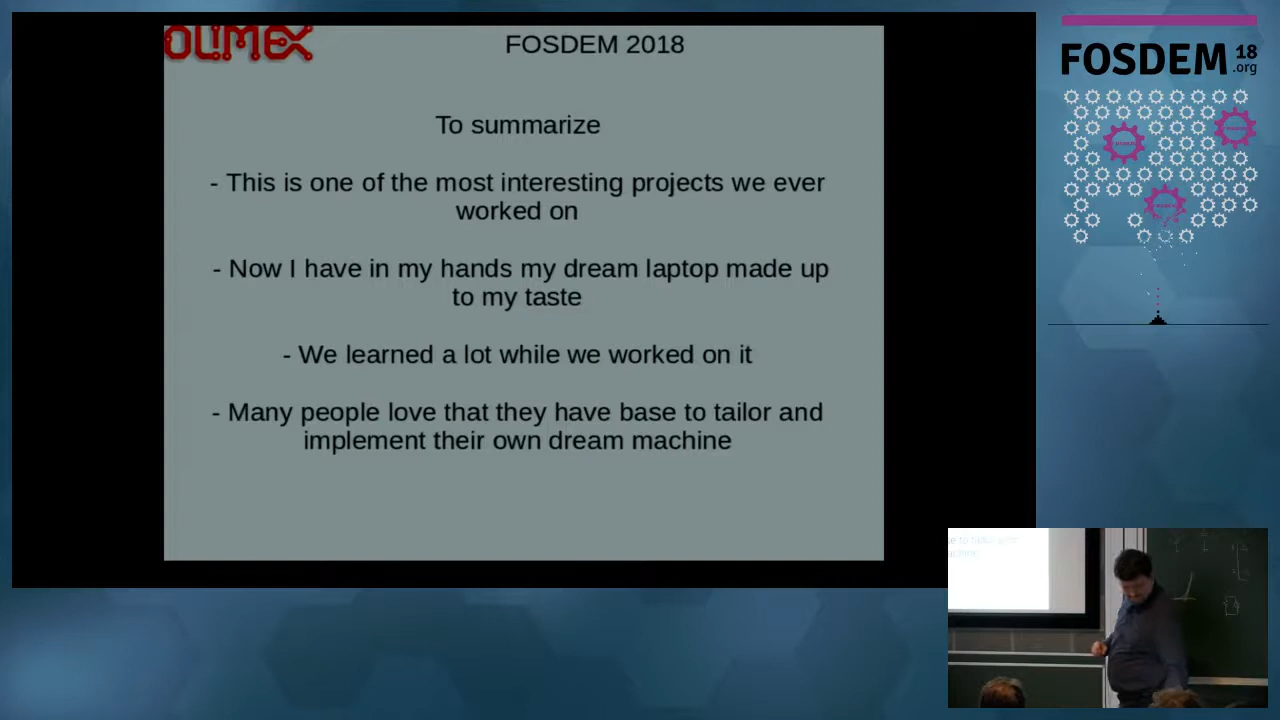 OLIMEX
FOSDEM 2018
To summarize
- This is one of the most interesting projects we ever
worked on
- Now I have in my hands my dream laptop made up
to my taste
- We learned a lot while we worked on it
- Many people love that they have base to tailor and
implement their own dream machine
FOSDEM 18
.org